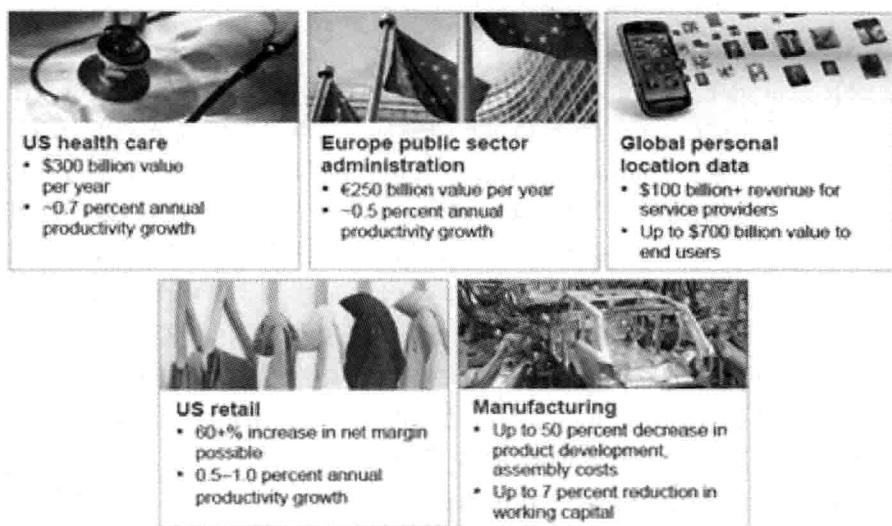 US health care
• $300 billion value
per year
• ~0.7 percent annual
productivity growth
Europe public sector
administration
• €250 billion value per year
• ~0.5 percent annual
productivity growth
Global personal
location data
• $100 billion+ revenue for
service providers
• Up to $700 billion value to
end users
US retail
• 60+% increase in net margin
possible
• 0.5–1.0 percent annual
productivity growth
Manufacturing
• Up to 50 percent decrease in
product development,
assembly costs
• Up to 7 percent reduction in
working capital